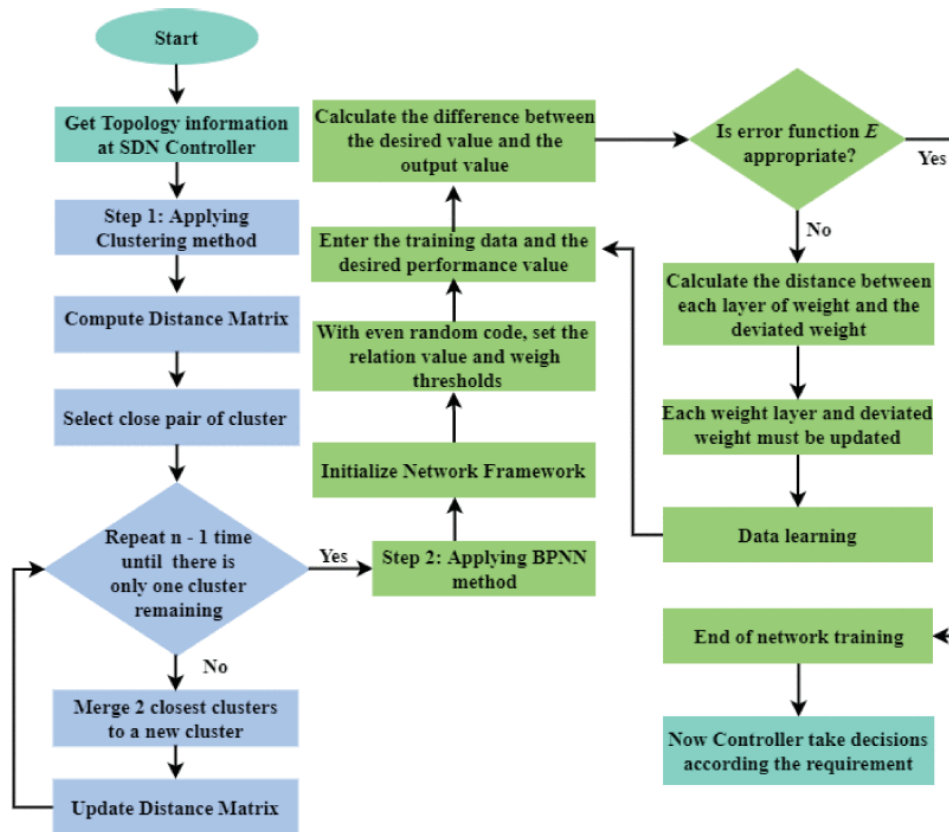 Start
Get Topology information
at SDN Controller
Step 1: Applying
Clustering method
Compute Distance Matrix
Select close pair of cluster
Repeat n - 1 time
until there is
only one cluster
remaining
Yes
No
Merge 2 closest clusters
to a new cluster
Update Distance Matrix
Step 2: Applying BPNN
method
Initialize Network Framework
With even random code, set the
relation value and weigh
thresholds
Enter the training data and the
desired performance value
Calculate the difference between
the desired value and the
output value
Is error function E
appropriate?
Yes
No
Calculate the distance between
each layer of weight and the
deviated weight
Each weight layer and deviated
weight must be updated
Data learning
End of network training
Now Controller take decisions
according the requirement